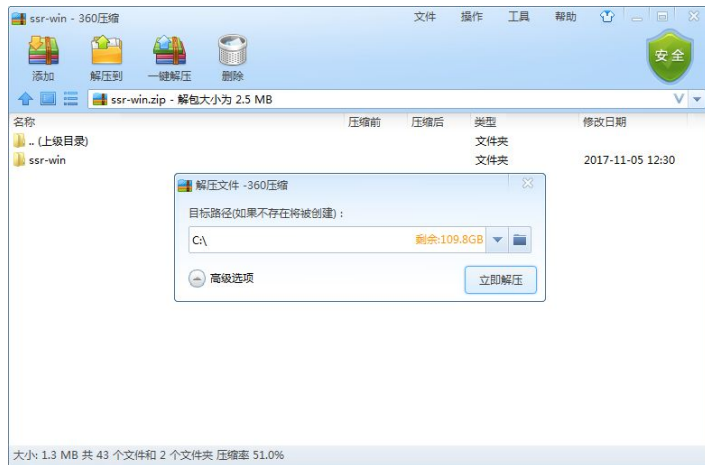 ssr-win - 360压缩
文件 操作 工具 帮助
添加 解压到 一键解压 删除
安全
ssr-win.zip - 解包大小为 2.5 MB
名称 压缩前 压缩后 类型 修改日期
.. (上级目录) 文件夹
ssr-win 文件夹 2017-11-05 12:30
解压文件 -360压缩
目标路径(如果不存在将被创建)：
C:\ 剩余:109.8GB
高级选项 立即解压
大小: 1.3 MB 共 43 个文件和 2 个文件夹 压缩率 51.0%